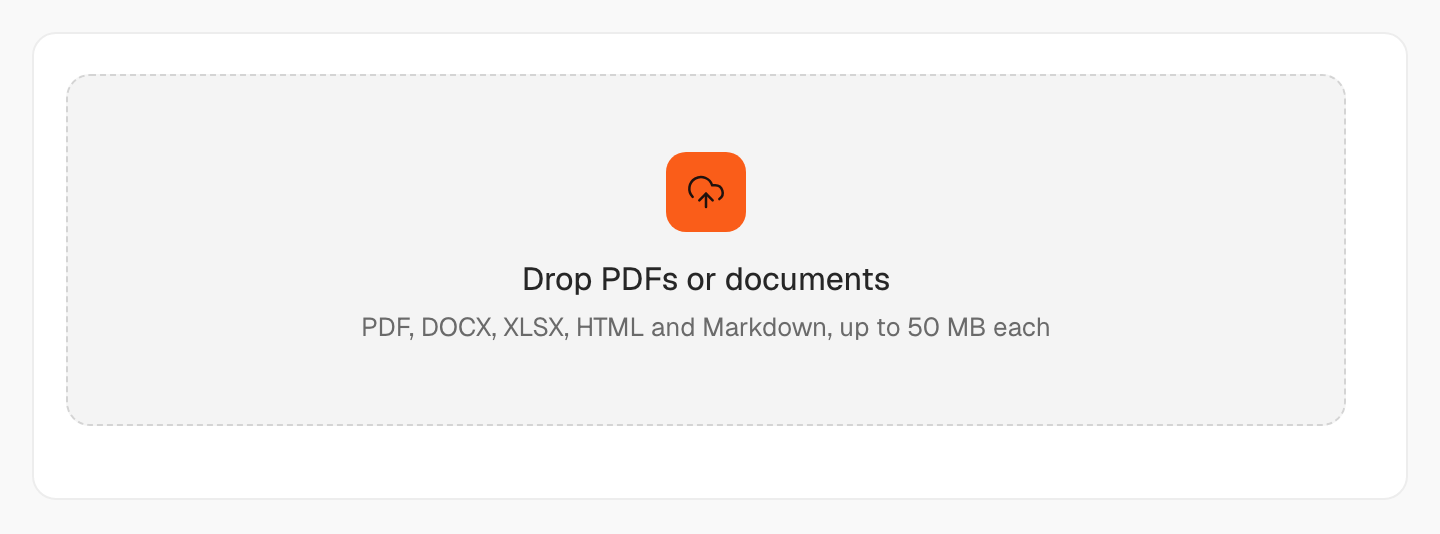 Drop PDFs or documents
PDF, DOCX, XLSX, HTML and Markdown, up to 50 MB each